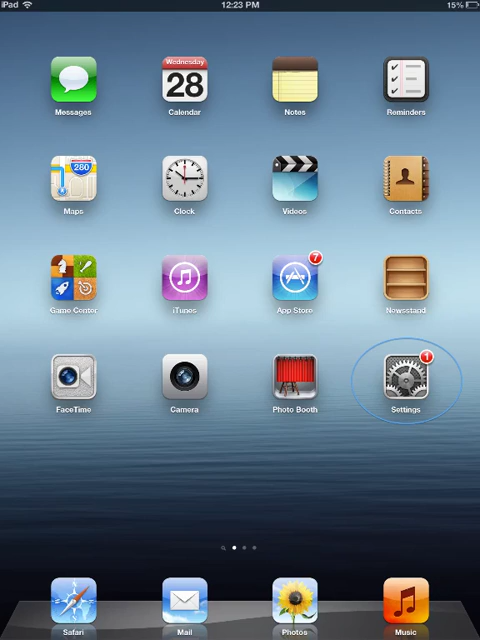 iPad 12:23 PM 15%
Wednesday
28
Messages Calendar Notes Reminders
280
Maps Clock Videos Contacts
7
Game Center iTunes App Store Newsstand
1
FaceTime Camera Photo Booth Settings
Safari Mail Photos Music